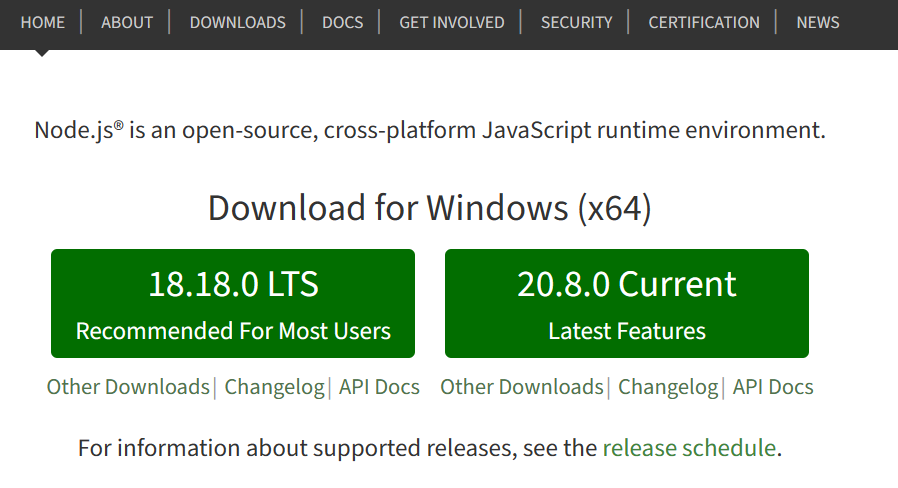 HOME | ABOUT | DOWNLOADS | DOCS | GET INVOLVED | SECURITY | CERTIFICATION | NEWS
Node.js® is an open-source, cross-platform JavaScript runtime environment.
Download for Windows (x64)
18.18.0 LTS
Recommended For Most Users
20.8.0 Current
Latest Features
Other Downloads | Changelog | API Docs
Other Downloads | Changelog | API Docs
For information about supported releases, see the release schedule.